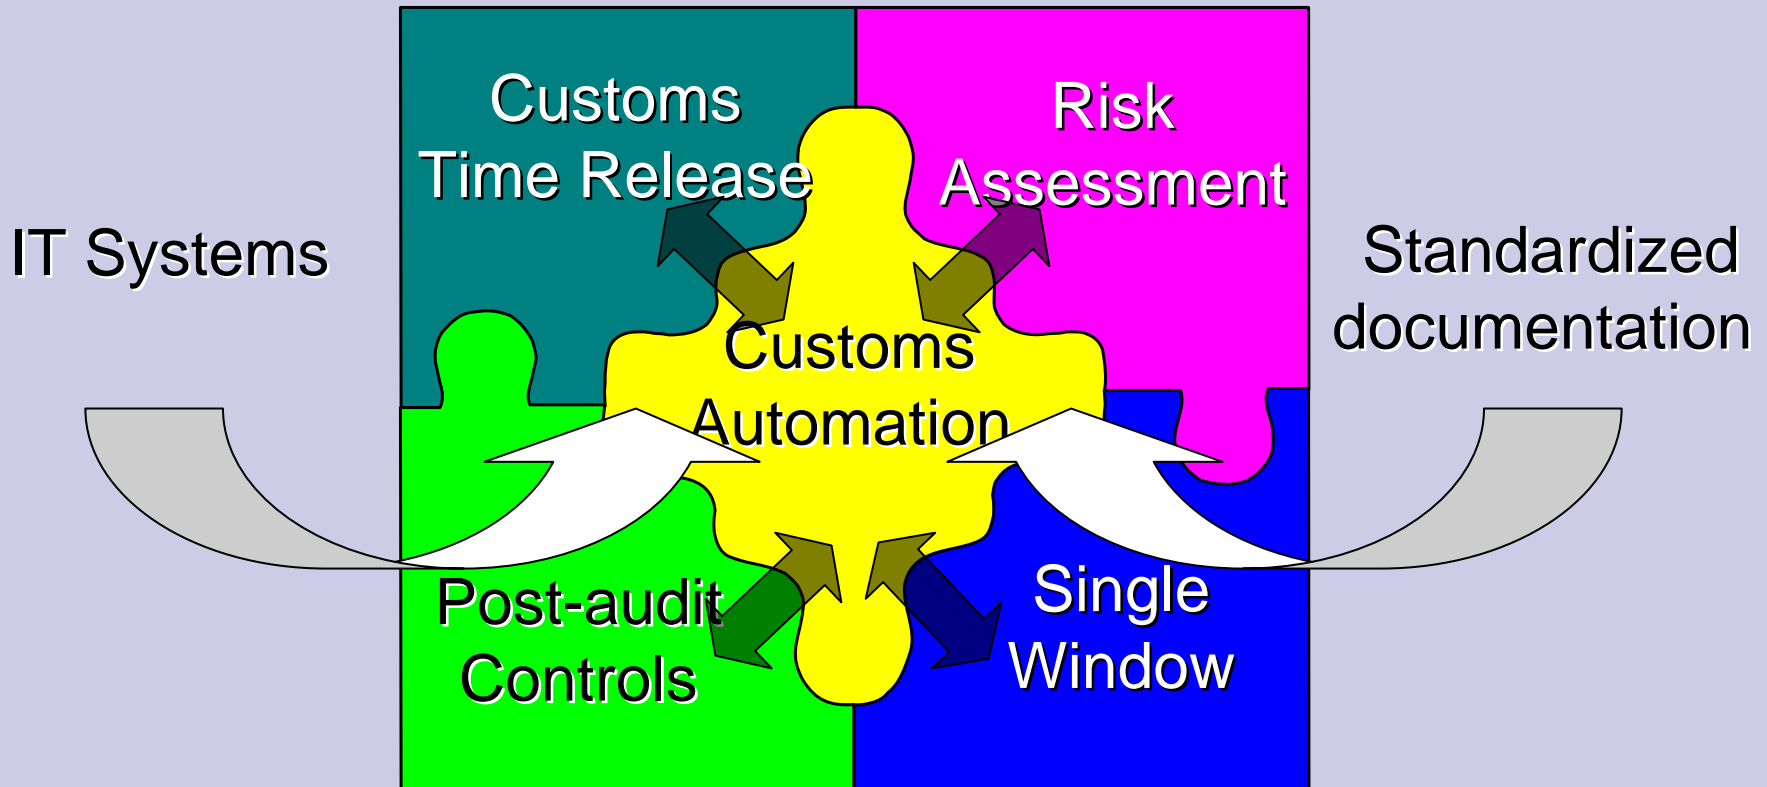 Customs
Time Release
Risk
Assessment
IT Systems
Standardized
documentation
Customs
Automation
Post-audit
Controls
Single
Window